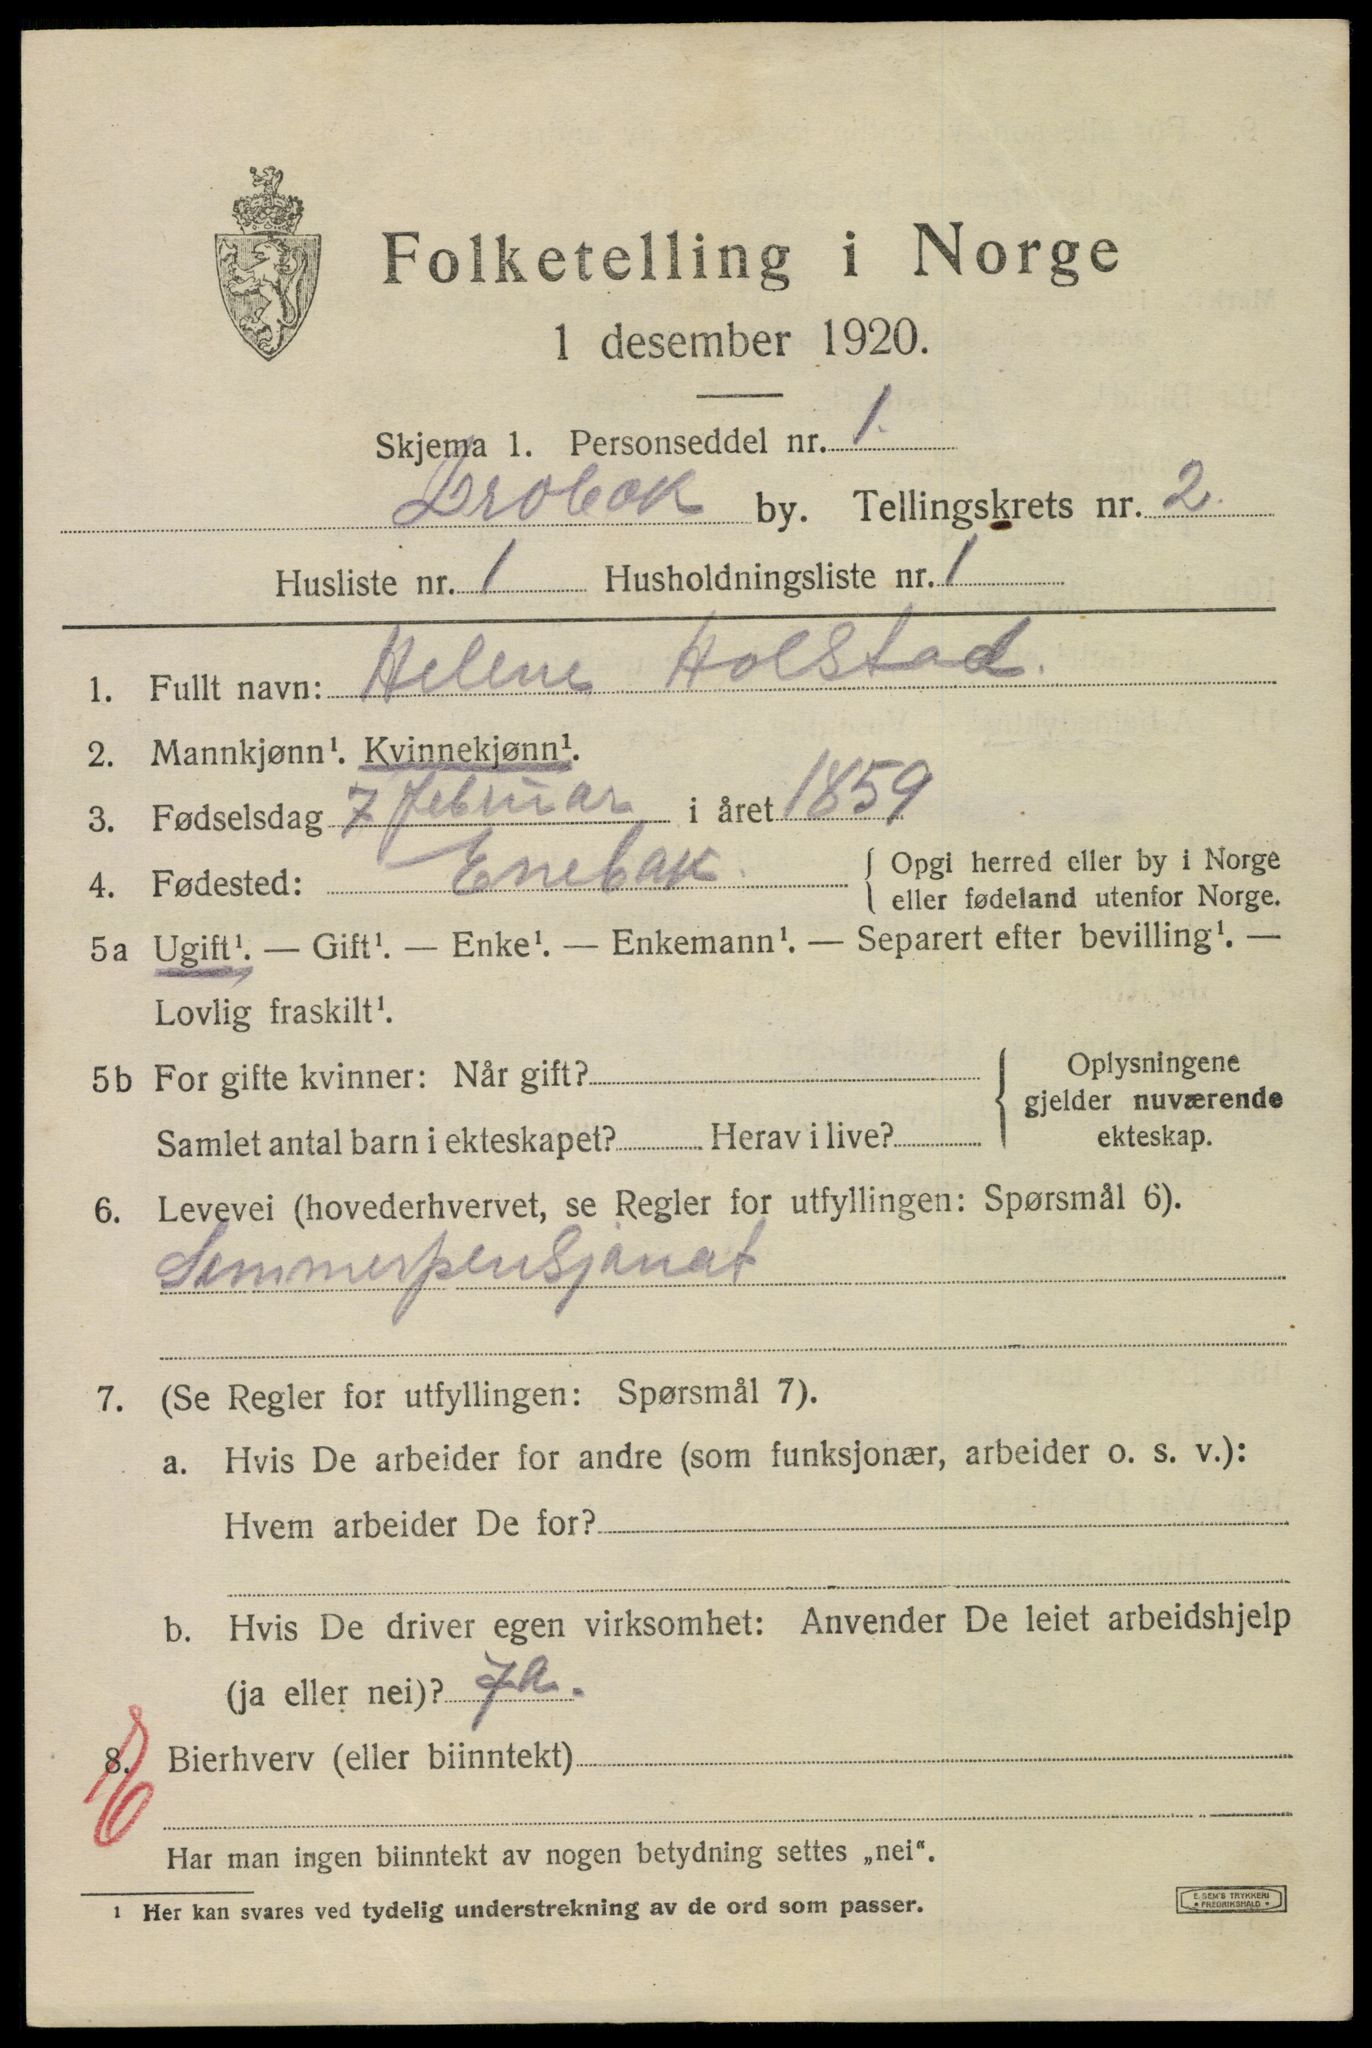 Folketelling i Norge
1 desember 1920.
Skjema 1. Personseddel nr. 1.
Drobak by. Tellingskrets nr. 2.
Husliste nr. 1 Husholdningsliste nr. 1
1. Fullt navn: Helene Holstad.
2. Mannkjønn¹. Kvinnekjønn¹.
3. Fødselsdag 7 februar i året 1859
4. Fødested: Enebak. { Opgi herred eller by i Norge
eller fødeland utenfor Norge.
5a Ugift¹. — Gift¹. — Enke¹. — Enkemann¹. — Separert efter bevilling¹. —
Lovlig fraskilt¹.
5b For gifte kvinner: Når gift? { Oplysningene
gjelder nuværende
Samlet antal barn i ekteskapet? Herav i live? ekteskap.
6. Levevei (hovederhvervet, se Regler for utfyllingen: Spørsmål 6).
Sommerpensjonat
7. (Se Regler for utfyllingen: Spørsmål 7).
a. Hvis De arbeider for andre (som funksjonær, arbeider o. s. v.):
Hvem arbeider De for?
b. Hvis De driver egen virksomhet: Anvender De leiet arbeidshjelp
(ja eller nei)? Ja.
8. Bierhverv (eller biinntekt)
Har man ingen biinntekt av nogen betydning settes „nei“.
¹ Her kan svares ved tydelig understrekning av de ord som passer.
E. SEM'S TRYKKERI
* FREDRIKSHALD *